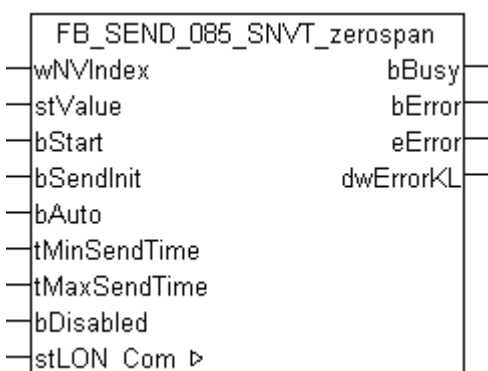 FB_SEND_085_SNVT_zerospan
wNVIndex bBusy
stValue bError
bStart eError
bSendInit dwErrorKL
bAuto
tMinSendTime
tMaxSendTime
bDisabled
stLON_Com ▷